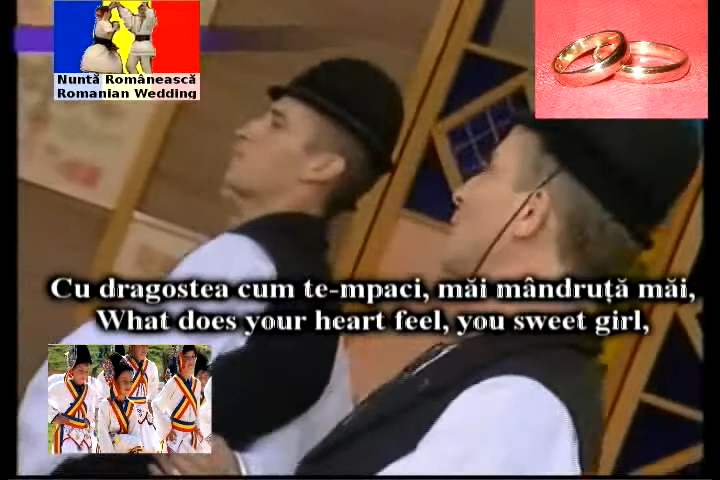 Nuntă Românească
Romanian Wedding
Cu dragostea cum te-mpaci, măi mândruță măi,
What does your heart feel, you sweet girl,